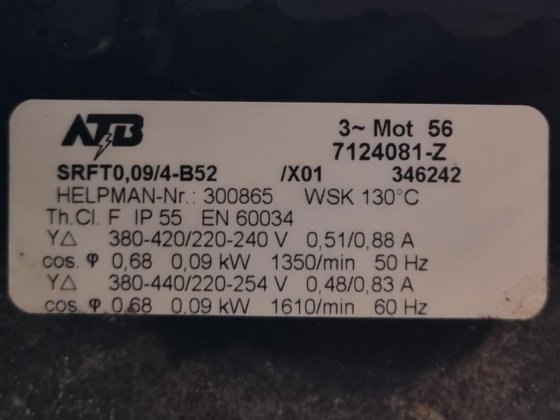 ATB
3~ Mot 56
7124081-Z
SRFT0,09/4-B52 /X01 346242
HELPMAN-Nr.: 300865 WSK 130°C
Th.Cl. F IP 55 EN 60034
Y△ 380-420/220-240 V 0,51/0,88 A
cos. φ 0,68 0,09 kW 1350/min 50 Hz
Y△ 380-440/220-254 V 0,48/0,83 A
cos. φ 0,68 0,09 kW 1610/min 60 Hz